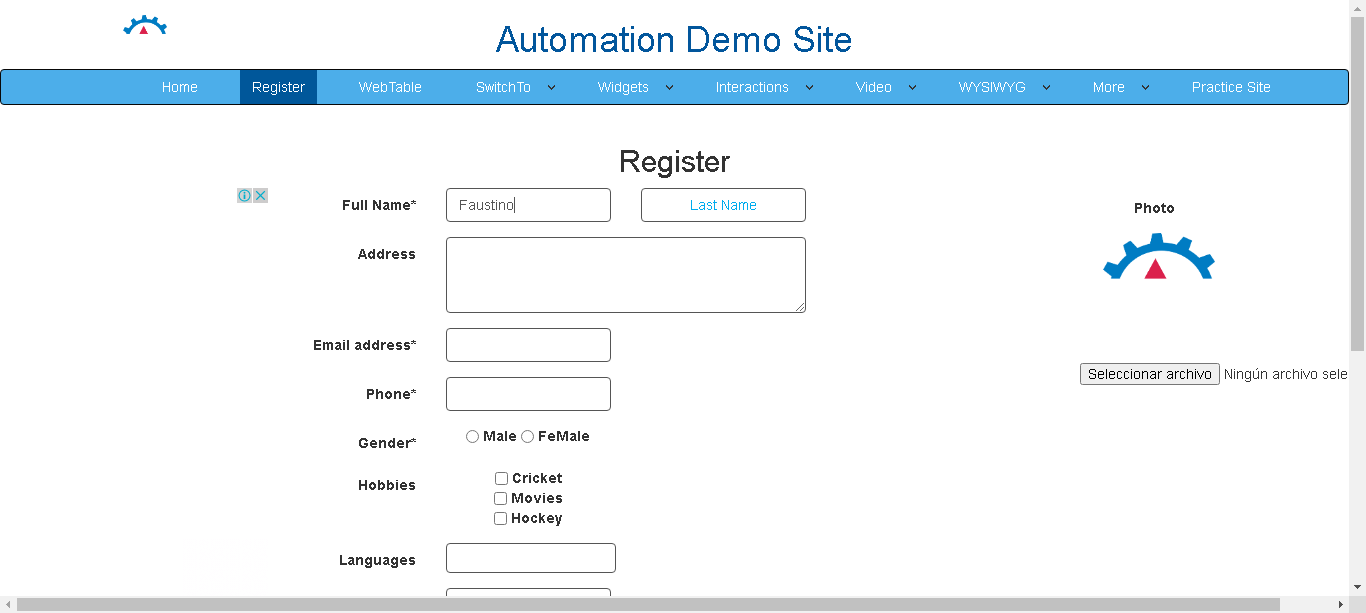 Automation Demo Site
Home Register WebTable SwitchTo Widgets Interactions Video WYSIWYG More Practice Site
Register
Full Name* Faustino Last Name
Photo
Address
Email address*
Phone*
Seleccionar archivo Ningún archivo sele
Gender* Male FeMale
Hobbies Cricket
Movies
Hockey
Languages